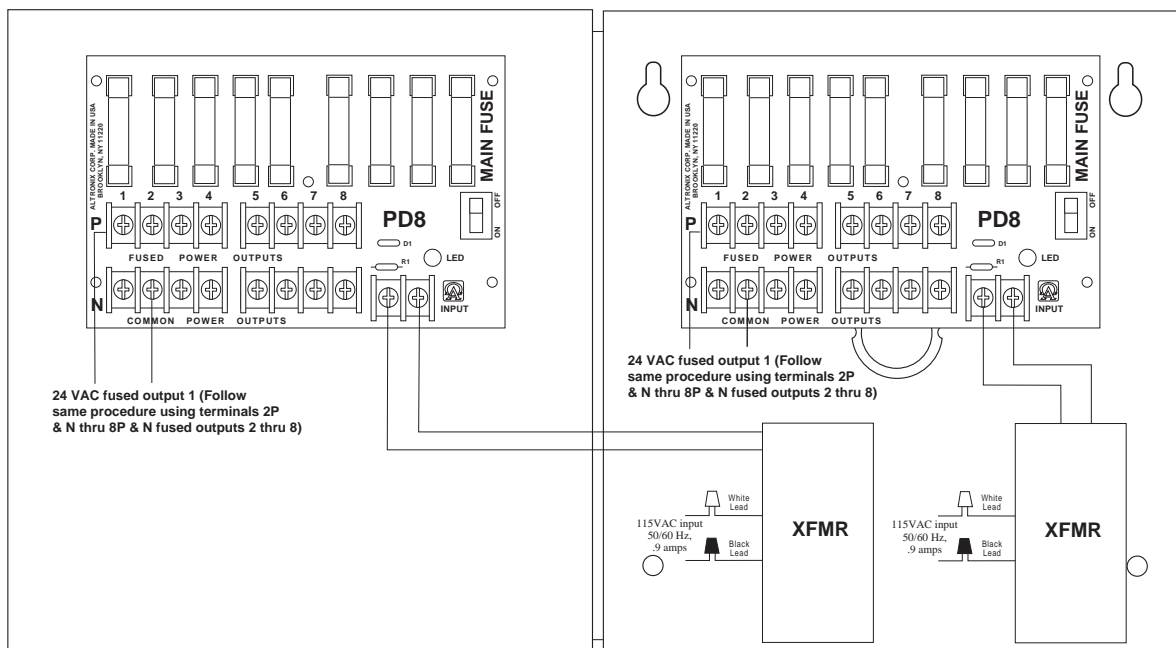 ALTRONIX CORP. MADE IN USA
BROOKLYN, NY 11220
MAIN FUSE
1 2 3 4 5 6 7 8
P
PD8
OFF
ON
D1
FUSED POWER OUTPUTS
LED
R1
N
INPUT
COMMON POWER OUTPUTS
24 VAC fused output 1 (Follow
same procedure using terminals 2P
& N thru 8P & N fused outputs 2 thru 8)
ALTRONIX CORP. MADE IN USA
BROOKLYN, NY 11220
MAIN FUSE
1 2 3 4 5 6 7 8
P
PD8
OFF
ON
D1
FUSED POWER OUTPUTS
LED
R1
N
INPUT
COMMON POWER OUTPUTS
24 VAC fused output 1 (Follow
same procedure using terminals 2P
& N thru 8P & N fused outputs 2 thru 8)
White
Lead
115VAC input
50/60 Hz,
.9 amps
Black
Lead
XFMR
White
Lead
115VAC input
50/60 Hz,
.9 amps
Black
Lead
XFMR